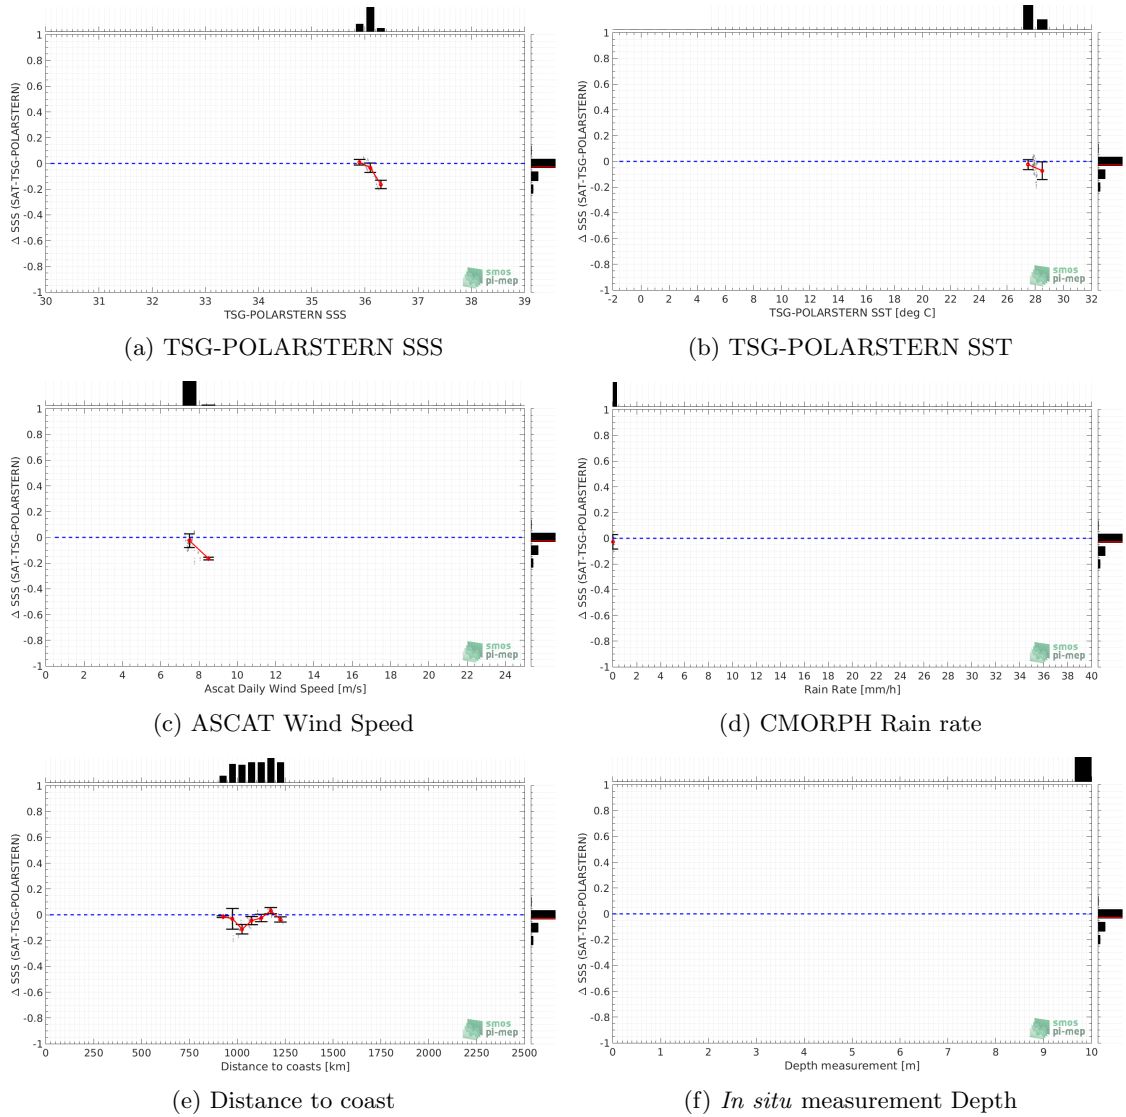 1
0.8
0.6
0.4
0.2
0
-0.2
-0.4
-0.6
-0.8
-1
Δ SSS (SAT-TSG-POLARSTERN)
smos
pi-mep
30 31 32 33 34 35 36 37 38 39
TSG-POLARSTERN SSS
(a) TSG-POLARSTERN SSS
1
0.8
0.6
0.4
0.2
0
-0.2
-0.4
-0.6
-0.8
-1
Δ SSS (SAT-TSG-POLARSTERN)
smos
pi-mep
-2 0 2 4 6 8 10 12 14 16 18 20 22 24 26 28 30 32
TSG-POLARSTERN SST [deg C]
(b) TSG-POLARSTERN SST
1
0.8
0.6
0.4
0.2
0
-0.2
-0.4
-0.6
-0.8
-1
Δ SSS (SAT-TSG-POLARSTERN)
smos
pi-mep
0 2 4 6 8 10 12 14 16 18 20 22 24
Ascat Daily Wind Speed [m/s]
(c) ASCAT Wind Speed
1
0.8
0.6
0.4
0.2
0
-0.2
-0.4
-0.6
-0.8
-1
Δ SSS (SAT-TSG-POLARSTERN)
smos
pi-mep
0 2 4 6 8 10 12 14 16 18 20 22 24 26 28 30 32 34 36 38 40
Rain Rate [mm/h]
(d) CMORPH Rain rate
1
0.8
0.6
0.4
0.2
0
-0.2
-0.4
-0.6
-0.8
-1
Δ SSS (SAT-TSG-POLARSTERN)
smos
pi-mep
0 250 500 750 1000 1250 1500 1750 2000 2250 2500
Distance to coasts [km]
(e) Distance to coast
1
0.8
0.6
0.4
0.2
0
-0.2
-0.4
-0.6
-0.8
-1
Δ SSS (SAT-TSG-POLARSTERN)
smos
pi-mep
0 1 2 3 4 5 6 7 8 9 10
Depth measurement [m]
(f) In situ measurement Depth